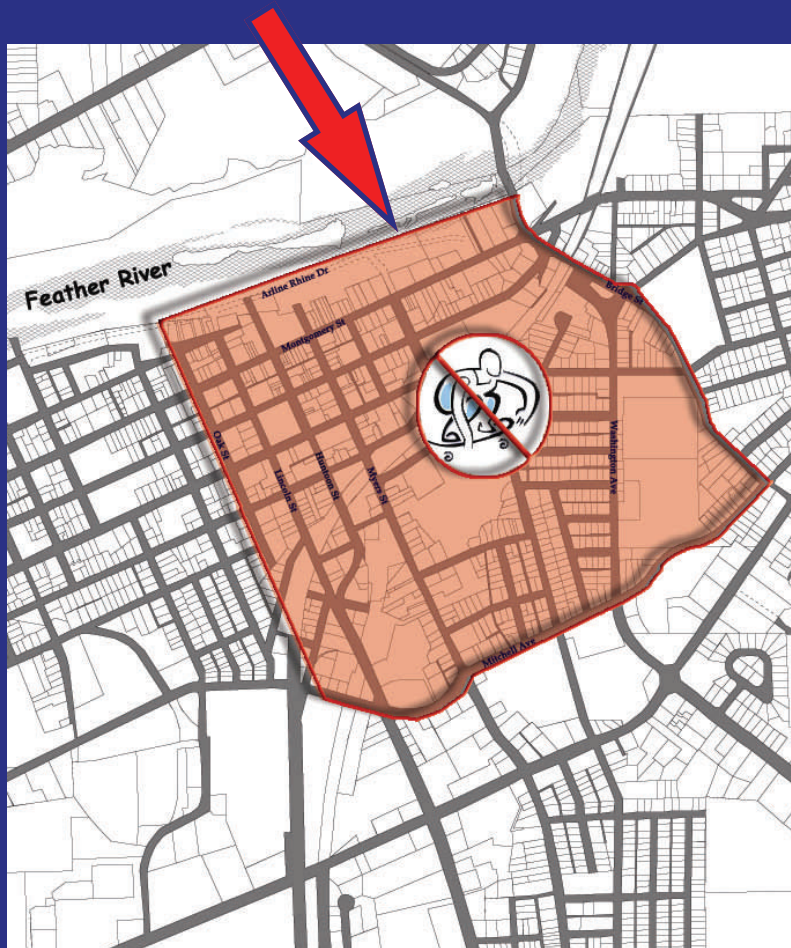 Feather River
Arline Rhine Dr.
Montgomery St
Bridge St
Oak St
Lincoln St
Huntoon St
Myers St
Washington Ave
Mitchell Ave